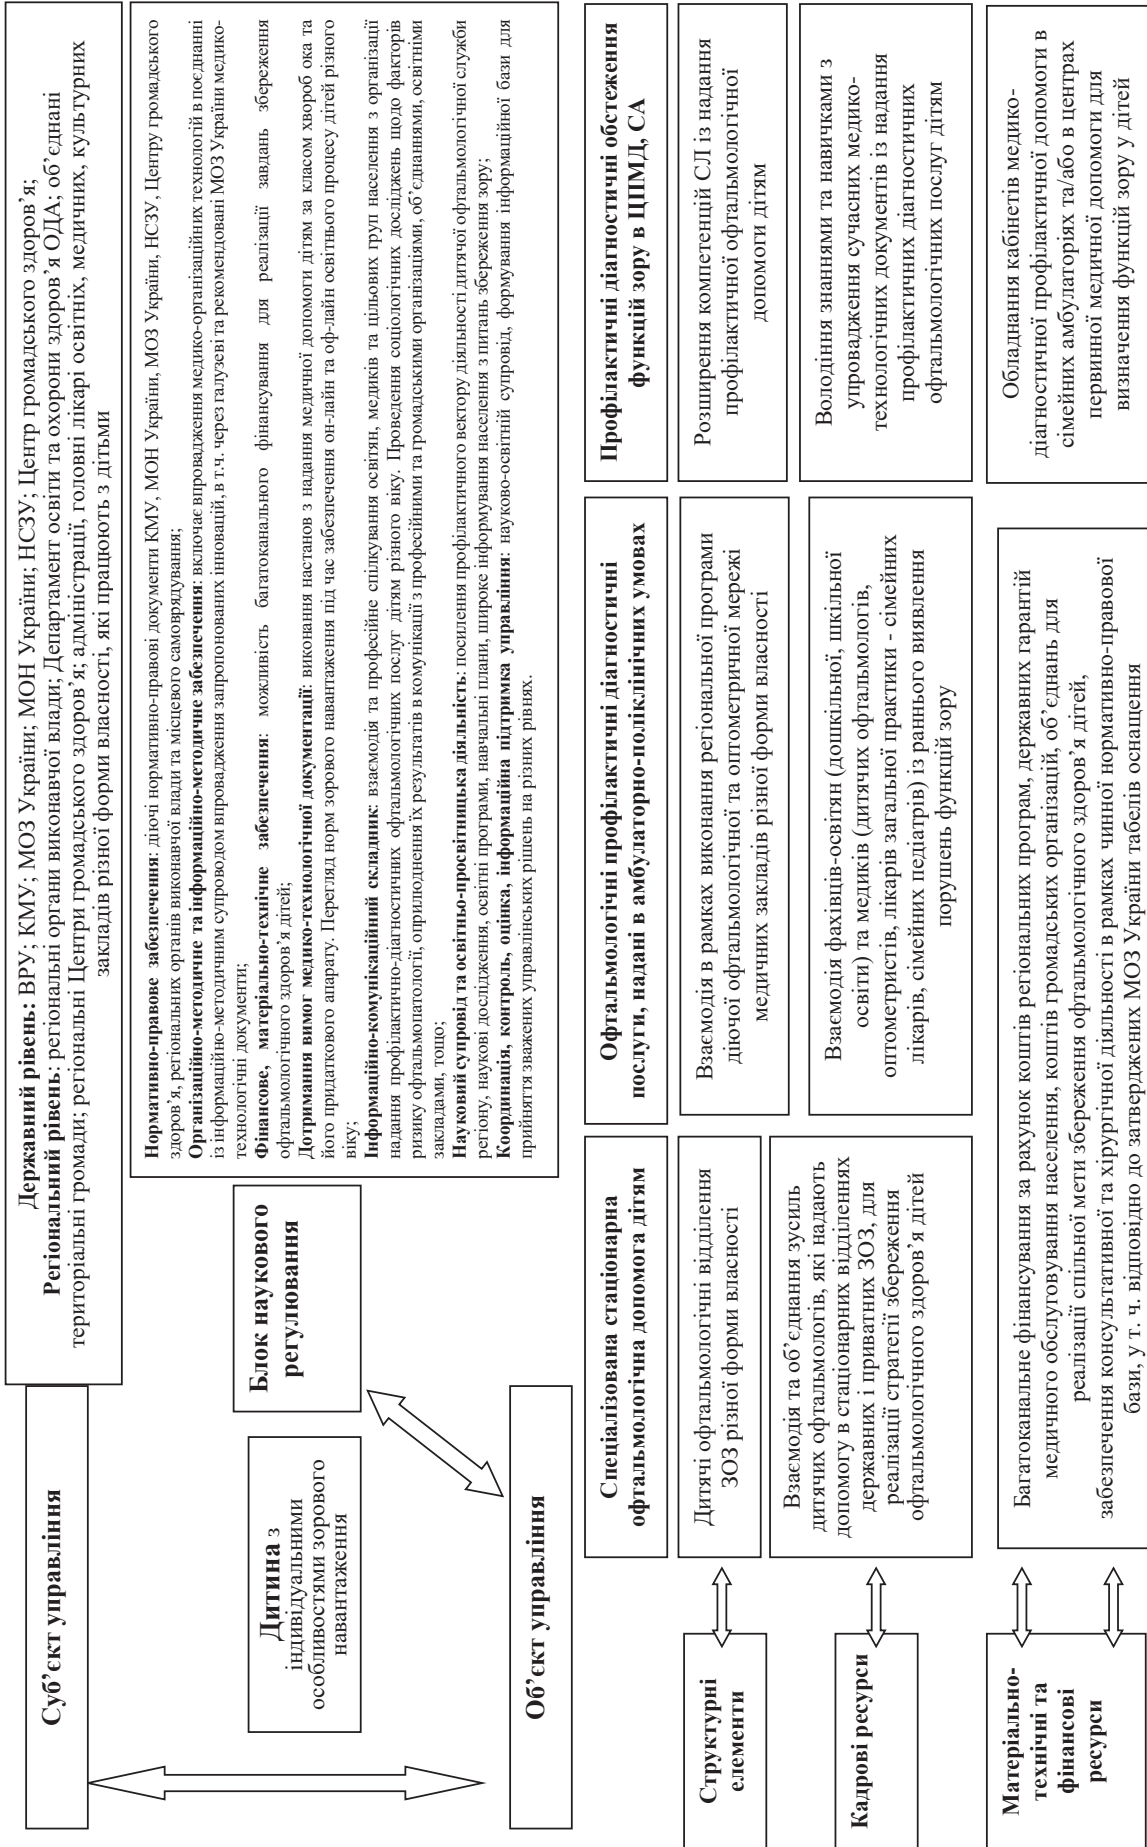 Суб’єкт управління
Державний рівень: ВРУ; КМУ; МОЗ України; МОН України; НСЗУ; Центр громадського здоров’я;
Регіональний рівень: регіональні органи виконавчої влади; Департамент освіти та охорони здоров’я ОДА; об’єднані
територіальні громади; регіональні Центри громадського здоров’я; адміністрації, головні лікарі освітніх, медичних, культурних
закладів різної форми власності, які працюють з дітьми
Дитина з
індивідуальними
особливостями зорового
навантаження
Блок наукового
регулювання
Нормативно-правове забезпечення: діючі нормативно-правові документи КМУ, МОН України, МОЗ України, НСЗУ, Центру громадського
здоров’я, регіональних органів виконавчої влади та місцевого самоврядування;
Організаційно-методичне та інформаційно-методичне забезпечення: включає впровадження медико-організаційних технологій в поєднанні
із інформаційно-методичним супроводом впровадження запропонованих інновацій, в т.ч. через галузеві та рекомендовані МОЗ України медико-
технологічні документи;
Фінансове, матеріально-технічне забезпечення: можливість багатоканального фінансування для реалізації завдань збереження
офтальмологічного здоров’я дітей;
Дотримання вимог медико-технологічної документації: виконання настанов з надання медичної допомоги дітям за класом хвороб ока та
його придаткового апарату. Перегляд норм зорового навантаження під час забезпечення он-лайн та оф-лайн освітнього процесу дітей різного
віку;
Інформаційно-комунікаційний складник: взаємодія та професійне спілкування освітян, медиків та цільових груп населення з організації
надання профілактично-діагностичних офтальмологічних послуг дітям різного віку. Проведення соціологічних досліджень щодо факторів
ризику офтальмопатології, оприлюднення їх результатів в комунікації з професійними та громадськими організаціями, об’єднаннями, освітніми
закладами, тощо;
Науковий супровід та освітньо-просвітницька діяльність: посилення профілактичного вектору діяльності дитячої офтальмологічної служби
регіону, наукові дослідження, освітні програми, навчальні плани, широке інформування населення з питань збереження зору;
Координація, контроль, оцінка, інформаційна підтримка управління: науково-освітній супровід, формування інформаційної бази для
прийняття зважених управлінських рішень на різних рівнях.
Об’єкт управління
Спеціалізована стаціонарна
офтальмологічна допомога дітям
Офтальмологічні профілактичні діагностичні
послуги, надані в амбулаторно-поліклінічних умовах
Профілактичні діагностичні обстеження
функцій зору в ЦПМД, СА
Структурні
елементи
Дитячі офтальмологічні відділення
ЗОЗ різної форми власності
Взаємодія в рамках виконання регіональної програми
діючої офтальмологічної та оптометричної мережі
медичних закладів різної форми власності
Розширення компетенцій СЛ із надання
профілактичної офтальмологічної
допомоги дітям
Кадрові ресурси
Взаємодія та об’єднання зусиль
дитячих офтальмологів, які надають
допомогу в стаціонарних відділеннях
державних і приватних ЗОЗ, для
реалізації стратегії збереження
офтальмологічного здоров’я дітей
Взаємодія фахівців-освітян (дошкільної, шкільної
освіти) та медиків (дитячих офтальмологів,
оптометристів, лікарів загальної практики - сімейних
лікарів, сімейних педіатрів) із раннього виявлення
порушень функцій зору
Володіння знаннями та навичками з
упровадження сучасних медико-
технологічних документів із надання
профілактичних діагностичних
офтальмологічних послуг дітям
Матеріально-
технічні та
фінансові
ресурси
Багатоканальне фінансування за рахунок коштів регіональних програм, державних гарантій
медичного обслуговування населення, коштів громадських організацій, об’єднань для
реалізації спільної мети збереження офтальмологічного здоров’я дітей,
забезпечення консультативної та хірургічної діяльності в рамках чинної нормативно-правової
бази, у т. ч. відповідно до затверджених МОЗ України табелів оснащення
Обладнання кабінетів медико-
діагностичної профілактичної допомоги в
сімейних амбулаторіях та/або в центрах
первинної медичної допомоги для
визначення функцій зору у дітей